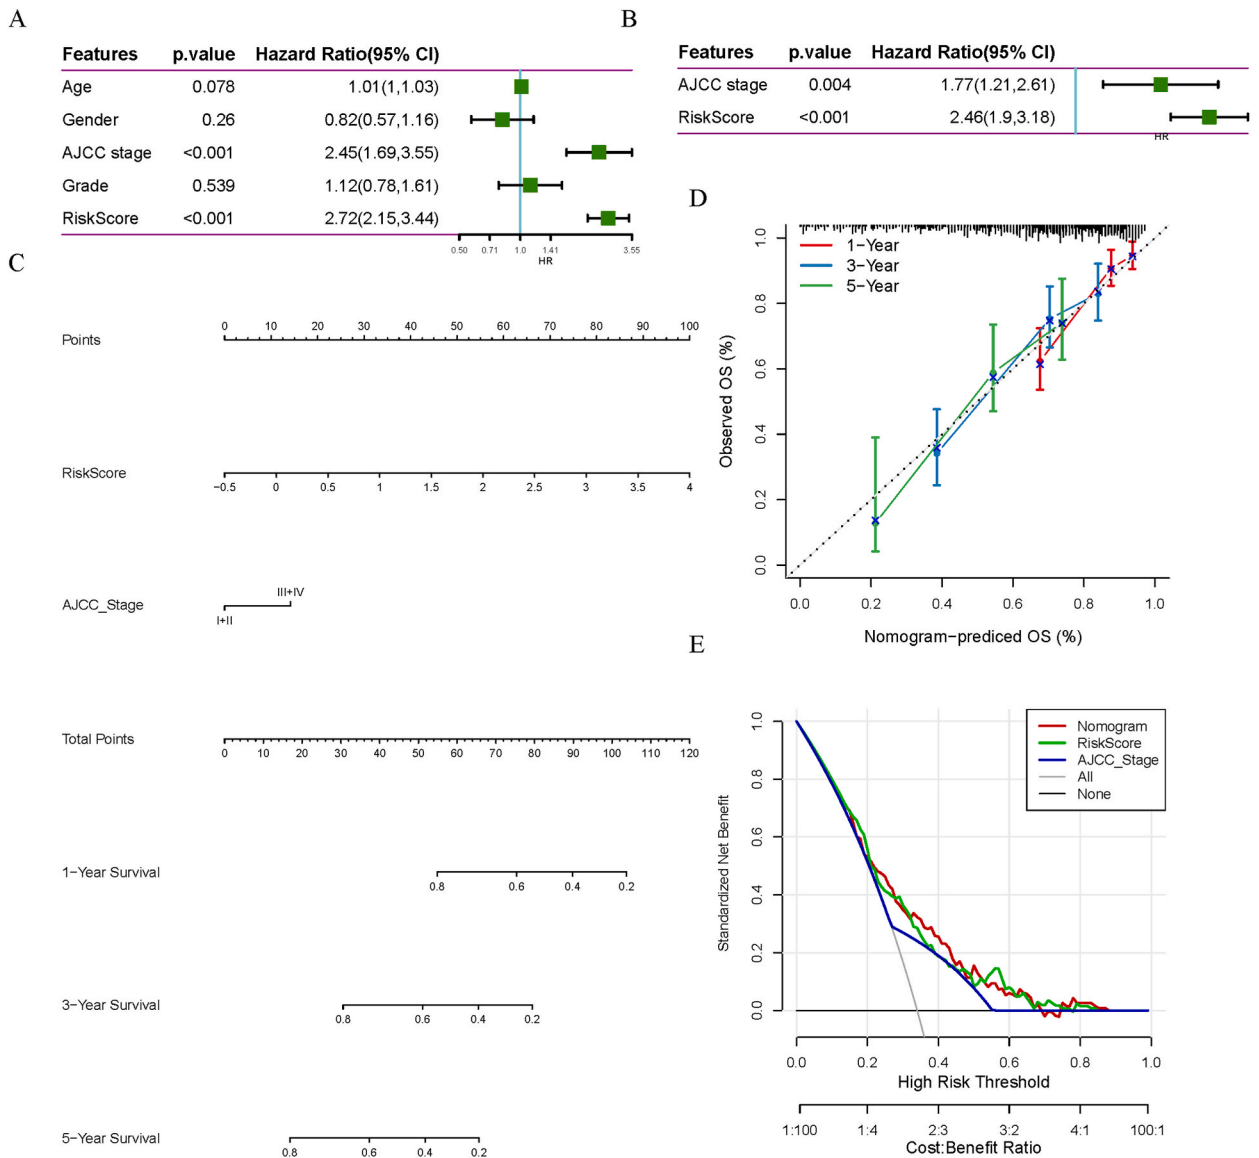 A
Features p.value Hazard Ratio(95% CI)
Age 0.078 1.01(1,1.03)
Gender 0.26 0.82(0.57,1.16)
AJCC stage <0.001 2.45(1.69,3.55)
Grade 0.539 1.12(0.78,1.61)
RiskScore <0.001 2.72(2.15,3.44)
0.50 0.71 1.0 1.41 3.55
HR
B
Features p.value Hazard Ratio(95% CI)
AJCC stage 0.004 1.77(1.21,2.61)
RiskScore <0.001 2.46(1.9,3.18)
HR
C
Points
0 10 20 30 40 50 60 70 80 90 100
RiskScore
−0.5 0 0.5 1 1.5 2 2.5 3 3.5 4
AJCC_Stage
III+IV
I+II
Total Points
0 10 20 30 40 50 60 70 80 90 100 110 120
1−Year Survival
0.8 0.6 0.4 0.2
3−Year Survival
0.8 0.6 0.4 0.2
5−Year Survival
0.8 0.6 0.4 0.2
D
1−Year
3−Year
5−Year
Observed OS (%)
1.0
0.8
0.6
0.4
0.2
0.0
0.0 0.2 0.4 0.6 0.8 1.0
Nomogram−prediced OS (%)
E
Nomogram
RiskScore
AJCC_Stage
All
None
Standardized Net Benefit
1.0
0.8
0.6
0.4
0.2
0.0
0.0 0.2 0.4 0.6 0.8 1.0
High Risk Threshold
1:100 1:4 2:3 3:2 4:1 100:1
Cost:Benefit Ratio